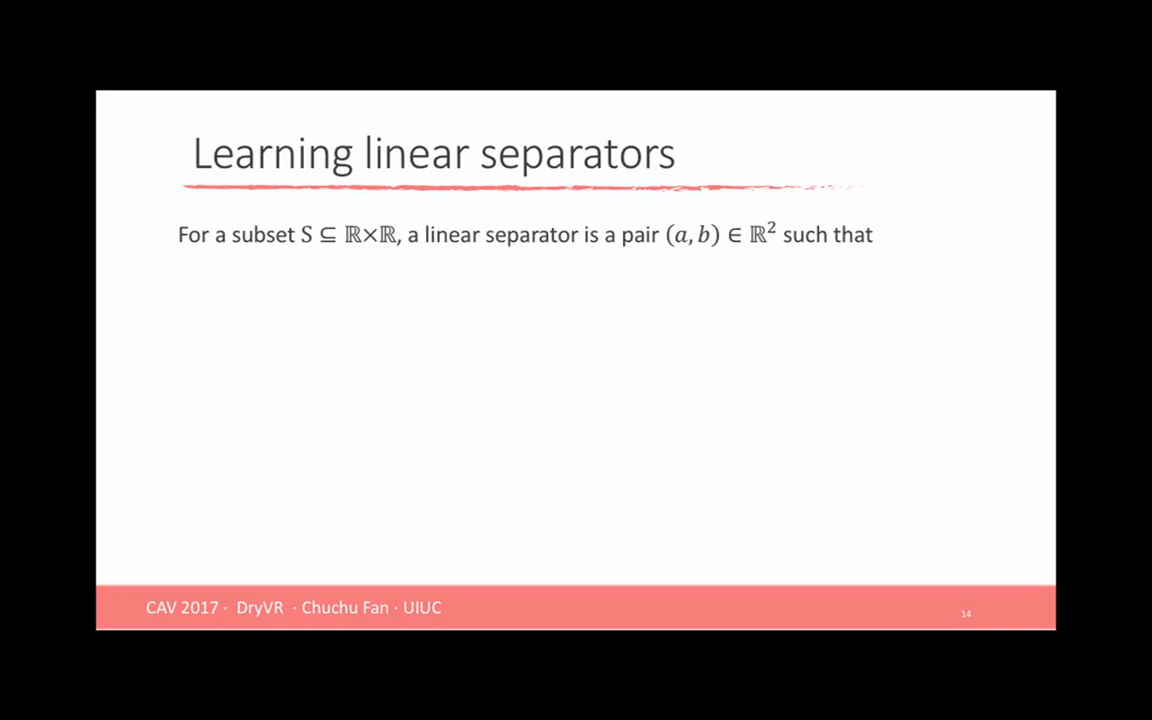 Learning linear separators
For a subset S ⊆ ℝ×ℝ, a linear separator is a pair (𝑎, 𝑏) ∈ ℝ² such that
CAV 2017 · DryVR · Chuchu Fan · UIUC
14